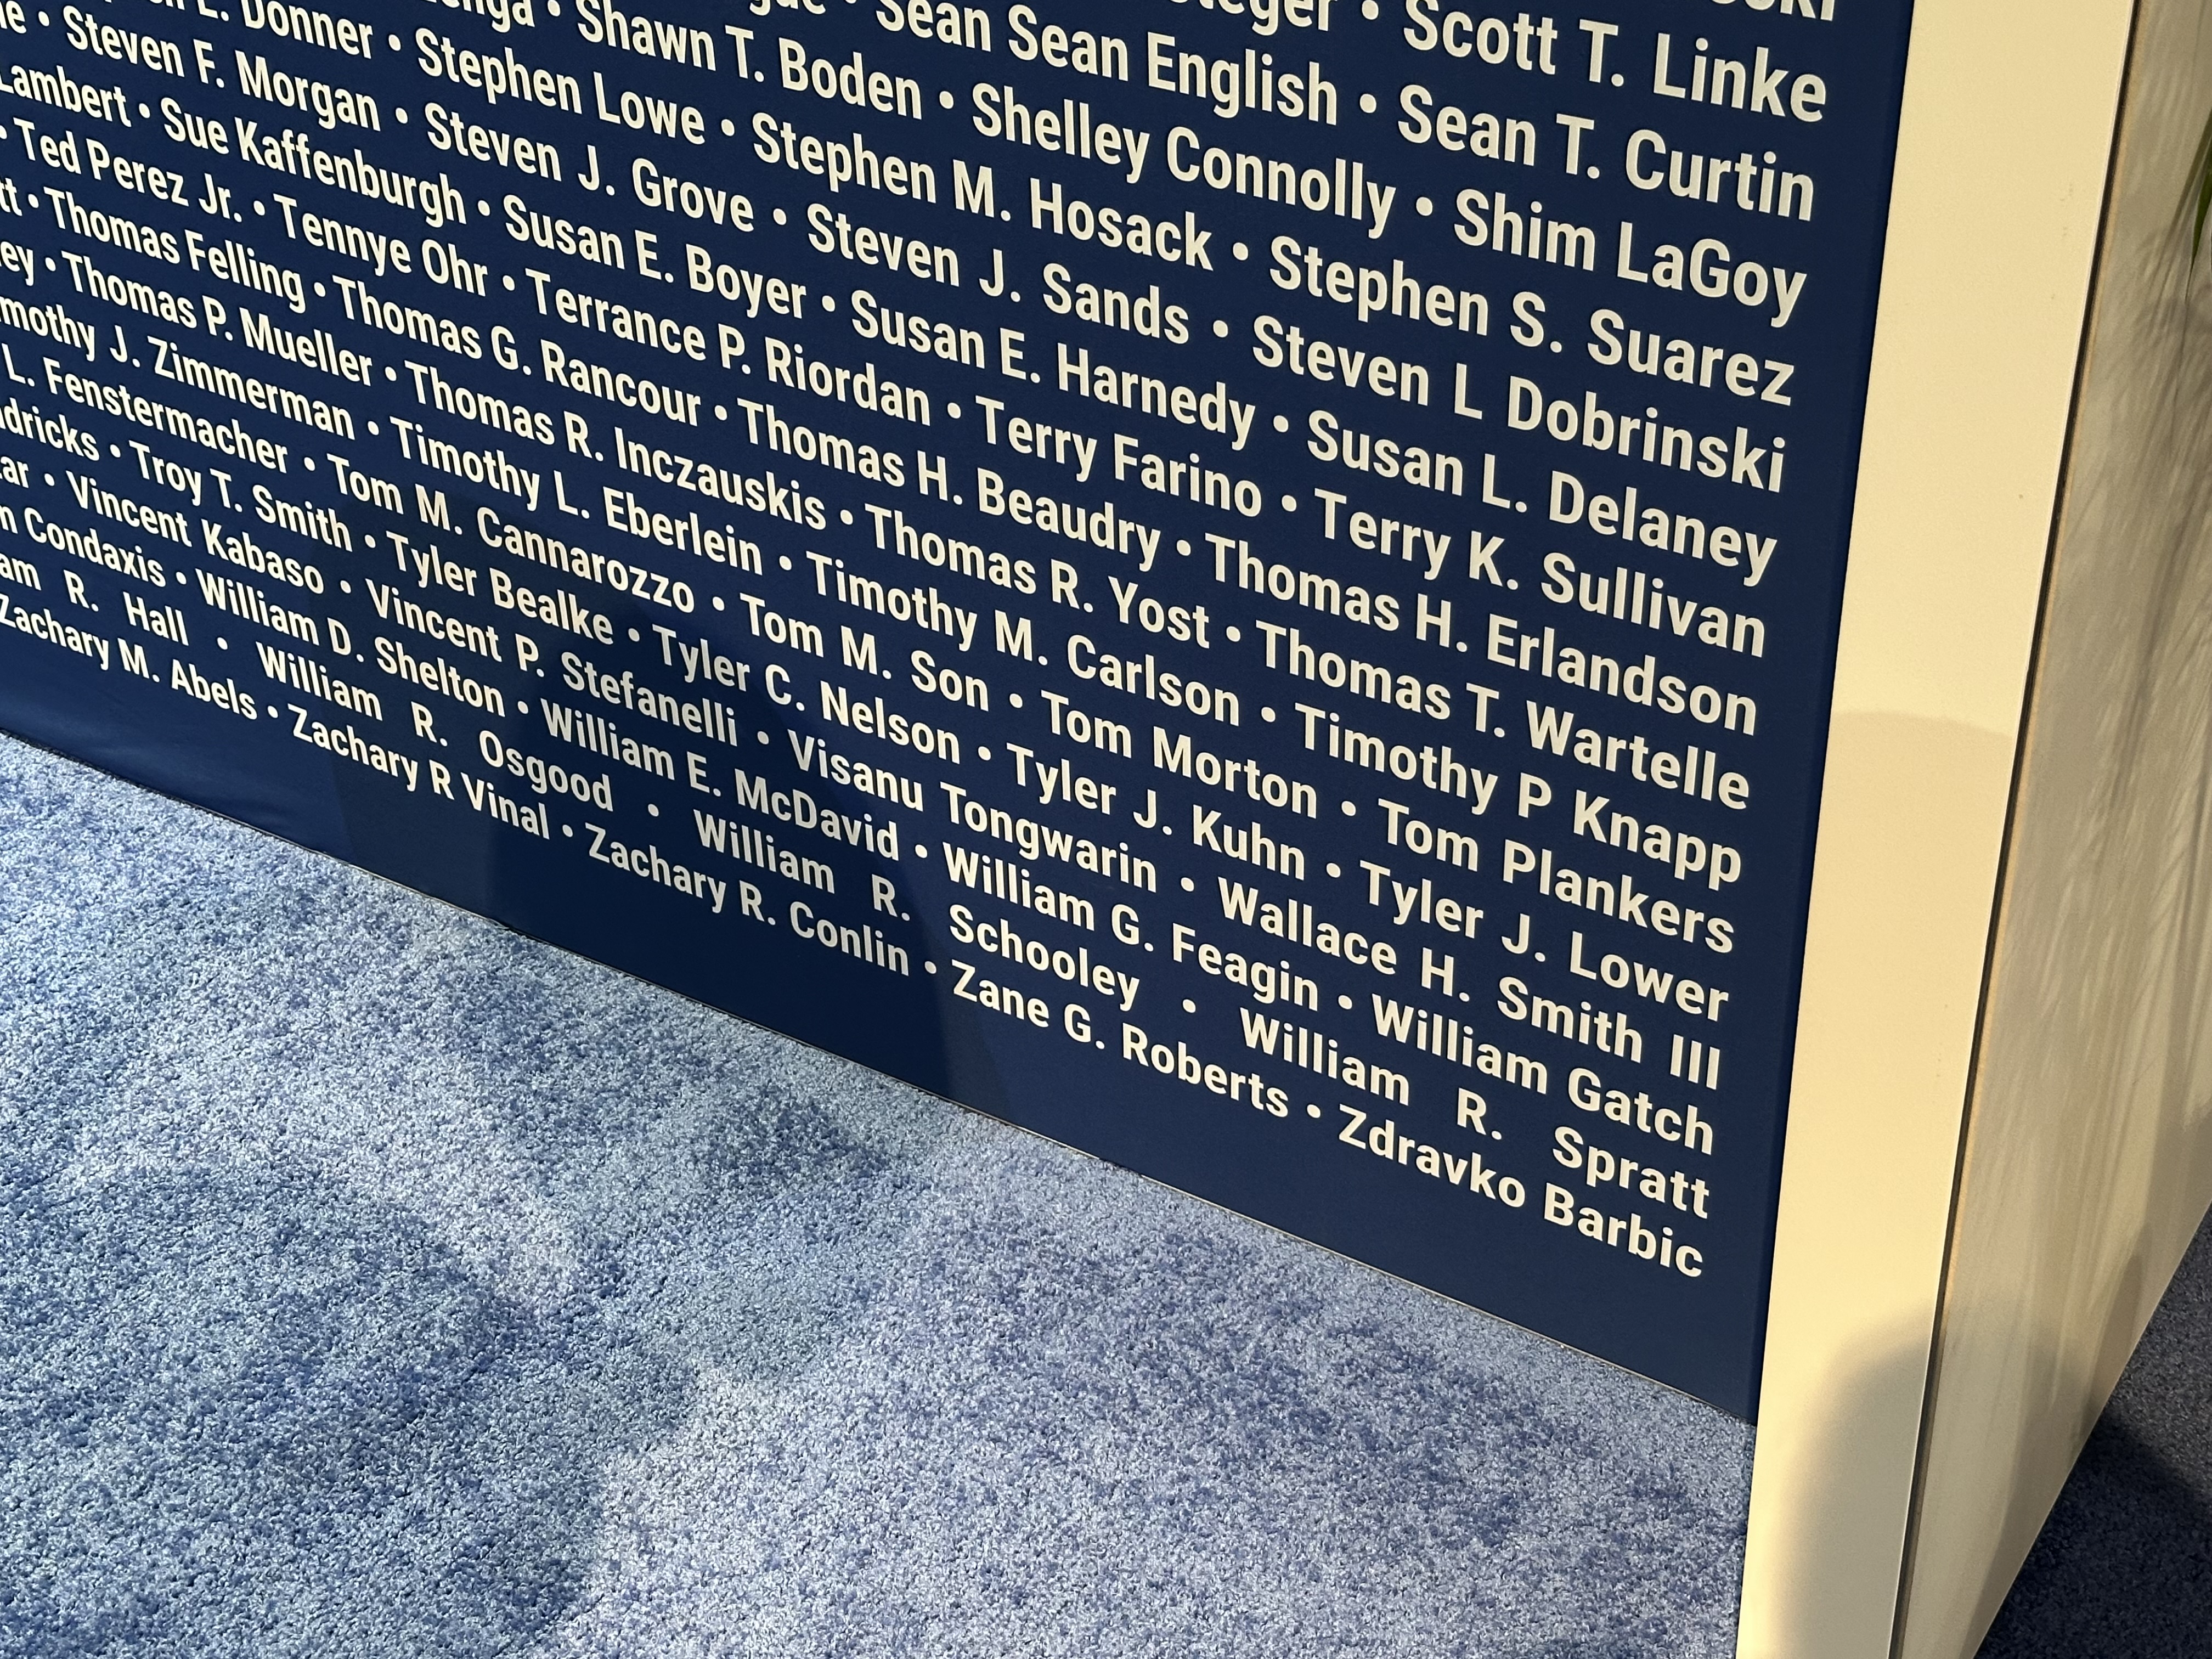 • Scott T. Linke
• Sean Sean English • Sean T. Curtin
• Shawn T. Boden • Shelley Connolly • Shim LaGoy
L. Donner • Stephen Lowe • Stephen M. Hosack • Stephen S. Suarez
• Steven F. Morgan • Steven J. Grove • Steven J. Sands • Steven L Dobrinski
Lambert • Sue Kaffenburgh • Susan E. Boyer • Susan E. Harnedy • Susan L. Delaney
• Ted Perez Jr. • Tennye Ohr • Terrance P. Riordan • Terry Farino • Terry K. Sullivan
• Thomas Felling • Thomas G. Rancour • Thomas H. Beaudry • Thomas H. Erlandson
• Thomas P. Mueller • Thomas R. Inczauskis • Thomas R. Yost • Thomas T. Wartelle
J. Zimmerman • Timothy L. Eberlein • Timothy M. Carlson • Timothy P Knapp
L. Fenstermacher • Tom M. Cannarozzo • Tom M. Son • Tom Morton • Tom Plankers
• Troy T. Smith • Tyler Bealke • Tyler C. Nelson • Tyler J. Kuhn • Tyler J. Lower
• Vincent Kabaso • Vincent P. Stefanelli • Visanu Tongwarin • Wallace H. Smith III
Condaxis • William D. Shelton • William E. McDavid • William G. Feagin • William Gatch
R. Hall • William R. Osgood • William R. Schooley • William R. Spratt
Zachary M. Abels • Zachary R Vinal • Zachary R. Conlin • Zane G. Roberts • Zdravko Barbic